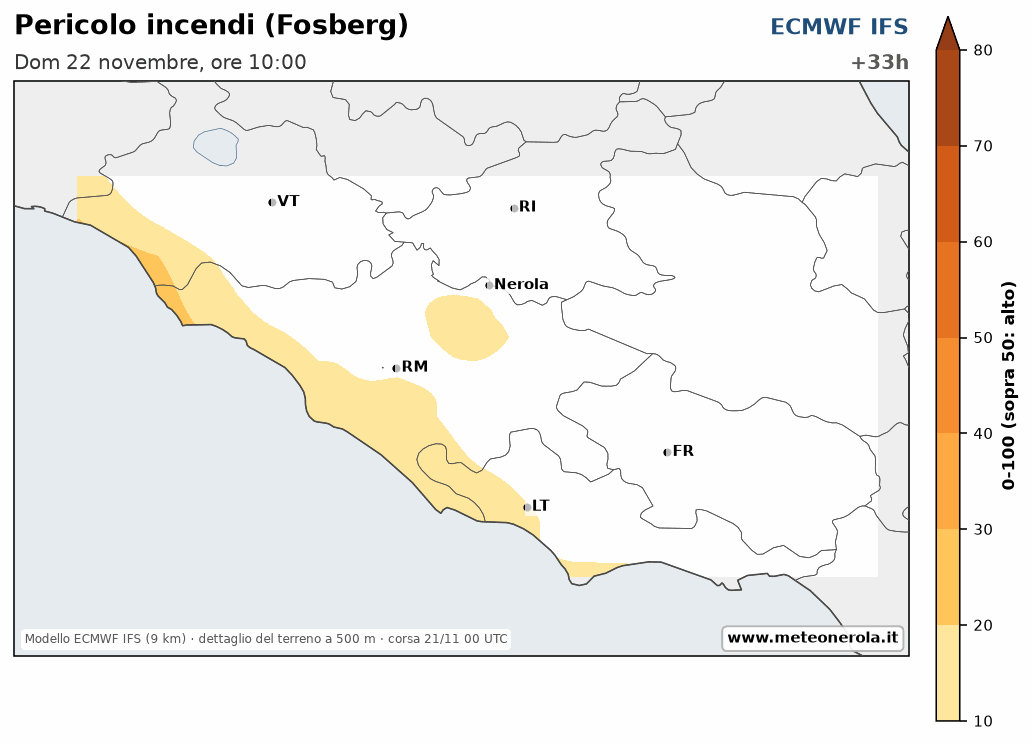 Pericolo incendi (Fosberg)
ECMWF IFS
Dom 22 novembre, ore 10:00
+33h
VT
RI
Nerola
RM
FR
LT
80
70
60
50
40
30
20
10
0-100 (sopra 50: alto)
Modello ECMWF IFS (9 km) · dettaglio del terreno a 500 m · corsa 21/11 00 UTC
www.meteonerola.it